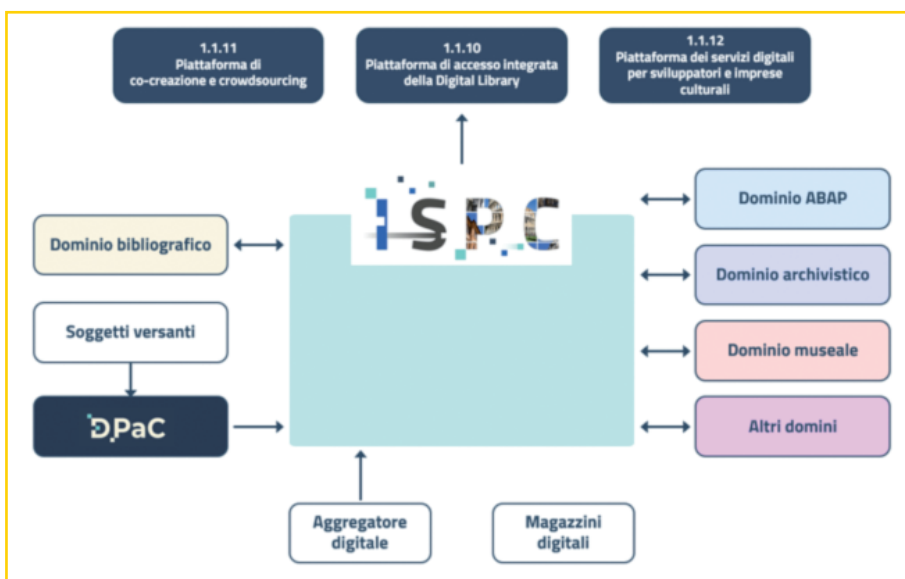 1.1.11
Piattaforma di
co-creazione e crowdsourcing
1.1.10
Piattaforma di accesso integrata
della Digital Library
1.1.12
Piattaforma dei servizi digitali
per sviluppatori e imprese
culturali
ISPC
Dominio bibliografico
Soggetti versanti
D.PaC
Dominio ABAP
Dominio archivistico
Dominio museale
Altri domini
Aggregatore
digitale
Magazzini
digitali